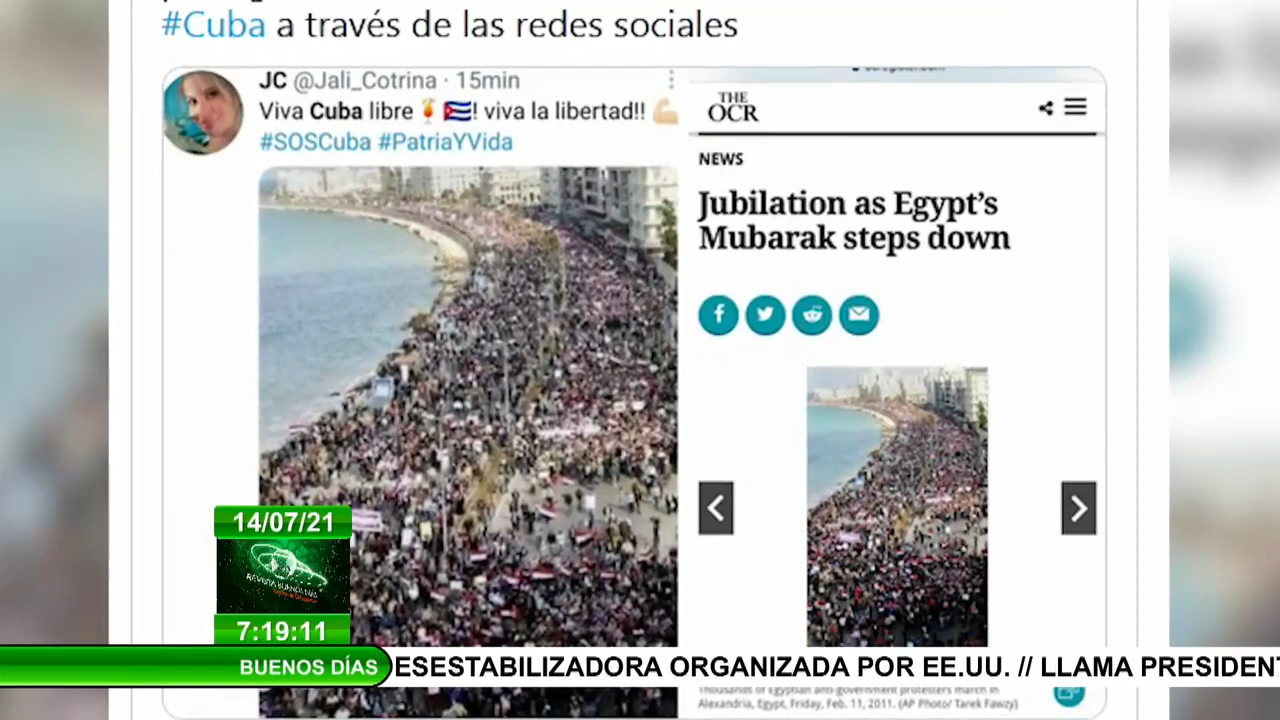 #Cuba a través de las redes sociales
JC @Jali_Cotrina · 15min
Viva Cuba libre ! viva la libertad!!
#SOSCuba #PatriaYVida
THE
OCR
NEWS
Jubilation as Egypt's
Mubarak steps down
Thousands of Egyptian anti-government protesters march in
Alexandria, Egypt, Friday, Feb. 11, 2011. (AP Photo/ Tarek Fawzy)
14/07/21
REVISTA BUENOS DÍAS
7:19:11
BUENOS DÍAS
ESESTABILIZADORA ORGANIZADA POR EE.UU. // LLAMA PRESIDENT